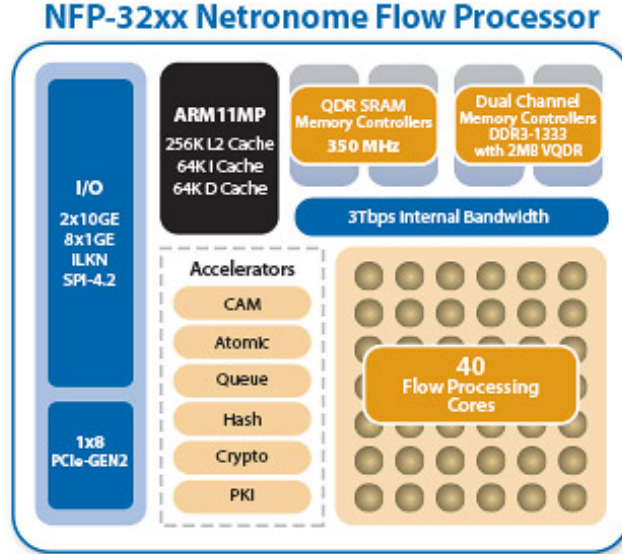 NFP-32xx Netronome Flow Processor
I/O
2x10GE
8x1GE
ILKN
SPI-4.2
1x8
PCIe-GEN2
ARM11MP
256K L2 Cache
64K I Cache
64K D Cache
QDR SRAM
Memory Controllers
350 MHz
Dual Channel
Memory Controllers
DDR3-1333
with 2MB VQDR
3Tbps Internal Bandwidth
Accelerators
CAM
Atomic
Queue
Hash
Crypto
PKI
40
Flow Processing
Cores